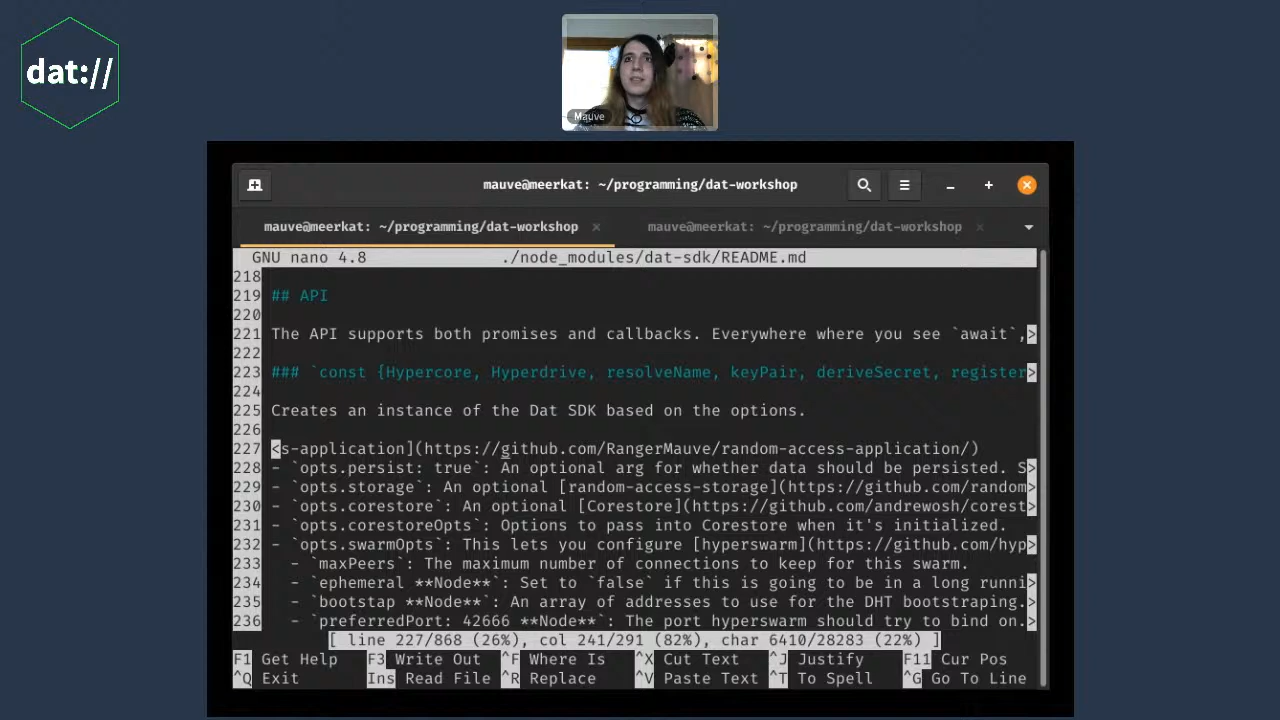 dat://
Mauve
mauve@meerkat: ~/programming/dat-workshop
mauve@meerkat: ~/programming/dat-workshop × mauve@meerkat: ~/programming/dat-workshop ×
GNU nano 4.8 ./node_modules/dat-sdk/README.md
218
219 ## API
220
221 The API supports both promises and callbacks. Everywhere where you see `await`,>
222
223 ### `const {Hypercore, Hyperdrive, resolveName, keyPair, deriveSecret, register>
224
225 Creates an instance of the Dat SDK based on the options.
226
227 <s-application](https://github.com/RangerMauve/random-access-application/)
228 - `opts.persist: true`: An optional arg for whether data should be persisted. S>
229 - `opts.storage`: An optional [random-access-storage](https://github.com/random>
230 - `opts.corestore`: An optional [Corestore](https://github.com/andrewosh/corest>
231 - `opts.corestoreOpts`: Options to pass into Corestore when it's initialized.
232 - `opts.swarmOpts`: This lets you configure [hyperswarm](https://github.com/hyp>
233 - `maxPeers`: The maximum number of connections to keep for this swarm.
234 - `ephemeral **Node**`: Set to `false` if this is going to be in a long runni>
235 - `bootstap **Node**`: An array of addresses to use for the DHT bootstraping.>
236 - `preferredPort: 42666 **Node**`: The port hyperswarm should try to bind on.>
[ line 227/868 (26%), col 241/291 (82%), char 6410/28283 (22%) ]
F1 Get Help F3 Write Out ^F Where Is ^X Cut Text ^J Justify F11 Cur Pos
^Q Exit Ins Read File ^R Replace ^V Paste Text ^T To Spell ^G Go To Line